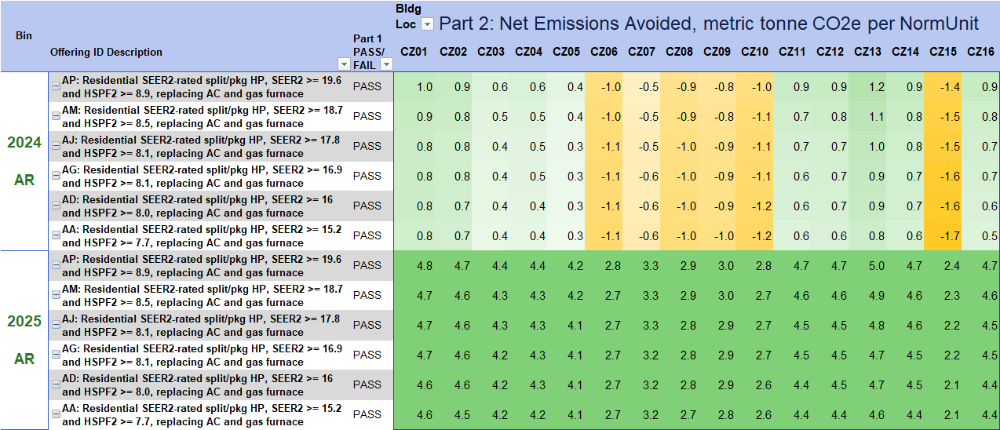 Bldg
Loc Part 2: Net Emissions Avoided, metric tonne CO2e per NormUnit
Bin
Offering ID Description
Part 1
PASS/
FAIL
CZ01 CZ02 CZ03 CZ04 CZ05 CZ06 CZ07 CZ08 CZ09 CZ10 CZ11 CZ12 CZ13 CZ14 CZ15 CZ16
2024
AR
AP: Residential SEER2-rated split/pkg HP, SEER2 >= 19.6
and HSPF2 >= 8.9, replacing AC and gas furnace
PASS 1.0 0.9 0.6 0.6 0.4 -1.0 -0.5 -0.9 -0.8 -1.0 0.9 0.9 1.2 0.9 -1.4 0.9
AM: Residential SEER2-rated split/pkg HP, SEER2 >= 18.7
and HSPF2 >= 8.5, replacing AC and gas furnace
PASS 0.9 0.8 0.5 0.5 0.4 -1.0 -0.5 -0.9 -0.8 -1.1 0.7 0.8 1.1 0.8 -1.5 0.8
AJ: Residential SEER2-rated split/pkg HP, SEER2 >= 17.8
and HSPF2 >= 8.1, replacing AC and gas furnace
PASS 0.8 0.8 0.4 0.5 0.3 -1.1 -0.5 -1.0 -0.9 -1.1 0.7 0.7 1.0 0.8 -1.5 0.7
AG: Residential SEER2-rated split/pkg HP, SEER2 >= 16.9
and HSPF2 >= 8.1, replacing AC and gas furnace
PASS 0.8 0.8 0.4 0.5 0.3 -1.1 -0.6 -1.0 -0.9 -1.1 0.6 0.7 0.9 0.7 -1.6 0.7
AD: Residential SEER2-rated split/pkg HP, SEER2 >= 16
and HSPF2 >= 8.0, replacing AC and gas furnace
PASS 0.8 0.7 0.4 0.4 0.3 -1.1 -0.6 -1.0 -0.9 -1.2 0.6 0.7 0.9 0.7 -1.6 0.6
AA: Residential SEER2-rated split/pkg HP, SEER2 >= 15.2
and HSPF2 >= 7.7, replacing AC and gas furnace
PASS 0.8 0.7 0.4 0.4 0.3 -1.1 -0.6 -1.0 -1.0 -1.2 0.6 0.6 0.8 0.6 -1.7 0.5
2025
AR
AP: Residential SEER2-rated split/pkg HP, SEER2 >= 19.6
and HSPF2 >= 8.9, replacing AC and gas furnace
PASS 4.8 4.7 4.4 4.4 4.2 2.8 3.3 2.9 3.0 2.8 4.7 4.7 5.0 4.7 2.4 4.7
AM: Residential SEER2-rated split/pkg HP, SEER2 >= 18.7
and HSPF2 >= 8.5, replacing AC and gas furnace
PASS 4.7 4.6 4.3 4.3 4.2 2.7 3.3 2.9 3.0 2.7 4.6 4.6 4.9 4.6 2.3 4.6
AJ: Residential SEER2-rated split/pkg HP, SEER2 >= 17.8
and HSPF2 >= 8.1, replacing AC and gas furnace
PASS 4.7 4.6 4.3 4.3 4.1 2.7 3.3 2.8 2.9 2.7 4.5 4.5 4.8 4.6 2.2 4.5
AG: Residential SEER2-rated split/pkg HP, SEER2 >= 16.9
and HSPF2 >= 8.1, replacing AC and gas furnace
PASS 4.7 4.6 4.2 4.3 4.1 2.7 3.2 2.8 2.9 2.7 4.5 4.5 4.7 4.5 2.2 4.5
AD: Residential SEER2-rated split/pkg HP, SEER2 >= 16
and HSPF2 >= 8.0, replacing AC and gas furnace
PASS 4.6 4.6 4.2 4.3 4.1 2.7 3.2 2.8 2.9 2.6 4.4 4.5 4.7 4.5 2.1 4.4
AA: Residential SEER2-rated split/pkg HP, SEER2 >= 15.2
and HSPF2 >= 7.7, replacing AC and gas furnace
PASS 4.6 4.5 4.2 4.2 4.1 2.7 3.2 2.7 2.8 2.6 4.4 4.4 4.6 4.4 2.1 4.4